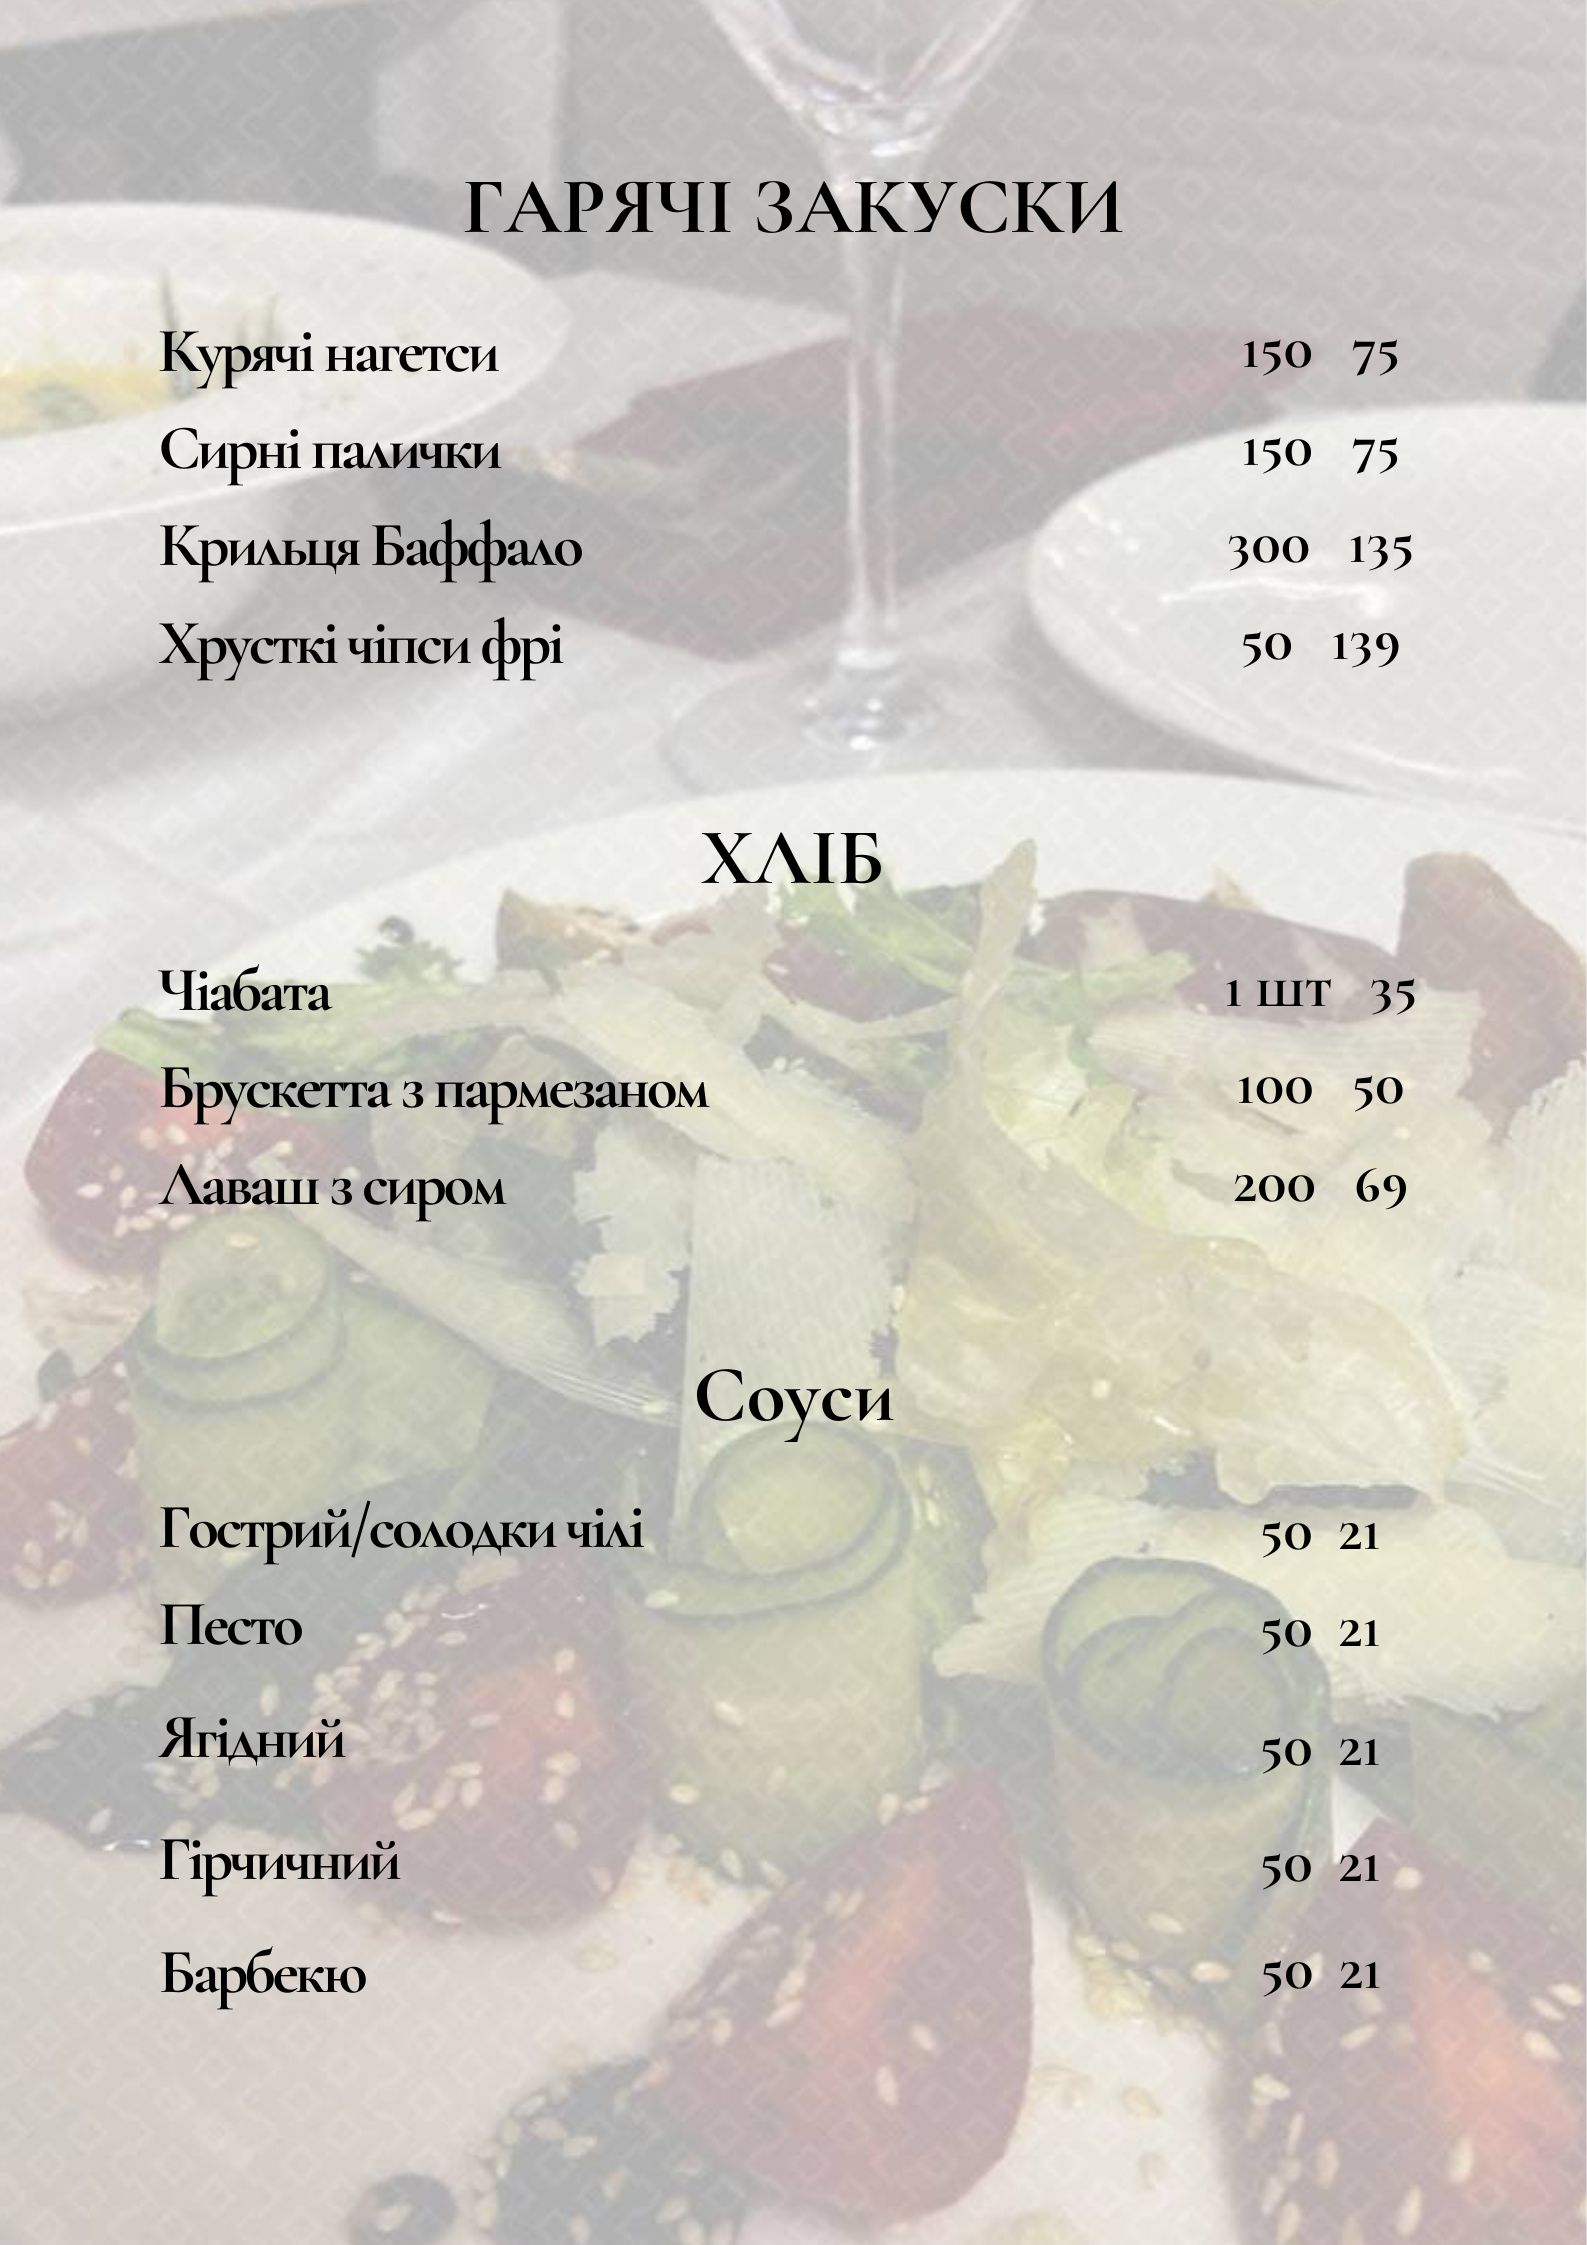 ГАРЯЧІ ЗАКУСКИ
Курячі нагетси 150 75
Сирні палички 150 75
Крильця Баффало 300 135
Хрусткі чіпси фрі 50 139
ХЛІБ
Чіабата 1 шт 35
Брускетта з пармезаном 100 50
Лаваш з сиром 200 69
Соуси
Гострий/солодки чілі 50 21
Песто 50 21
Ягідний 50 21
Гірчичний 50 21
Барбекю 50 21